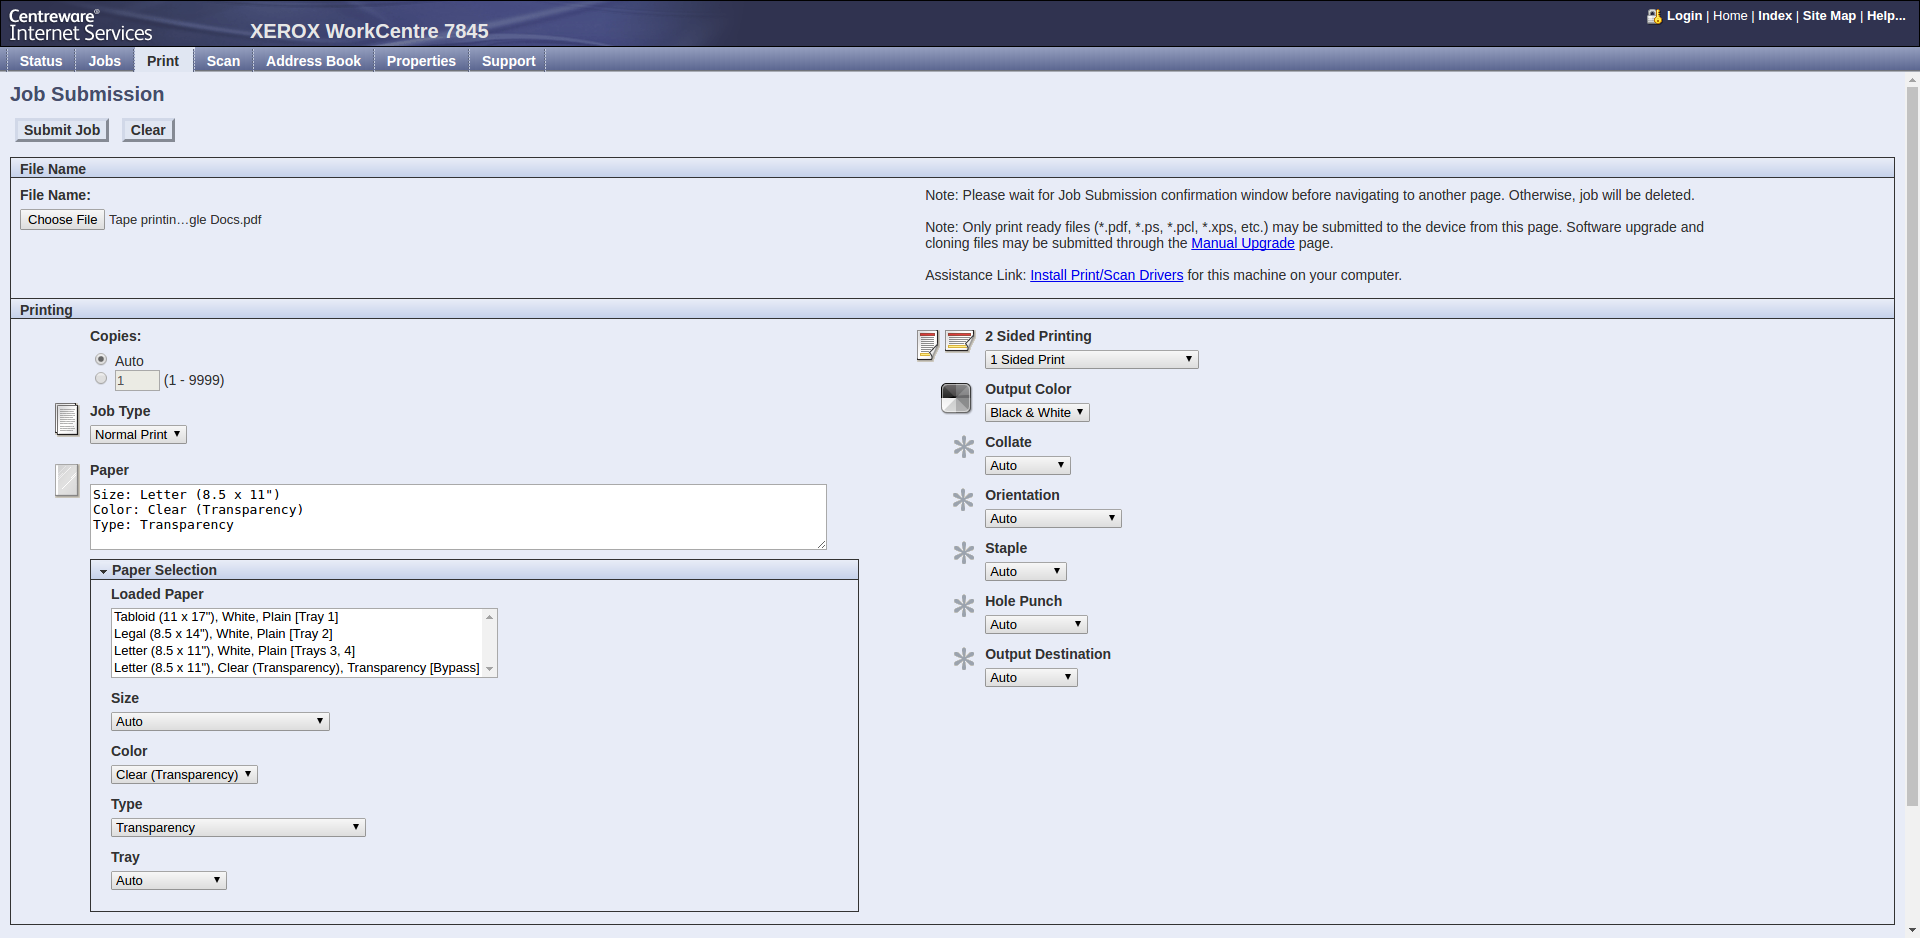 Centreware®
Internet Services
XEROX WorkCentre 7845
Login | Home | Index | Site Map | Help...
Status Jobs Print Scan Address Book Properties Support
Job Submission
Submit Job Clear
File Name
File Name:
Choose File Tape printin…gle Docs.pdf
Note: Please wait for Job Submission confirmation window before navigating to another page. Otherwise, job will be deleted.
Note: Only print ready files (*.pdf, *.ps, *.pcl, *.xps, etc.) may be submitted to the device from this page. Software upgrade and
cloning files may be submitted through the Manual Upgrade page.
Assistance Link: Install Print/Scan Drivers for this machine on your computer.
Printing
Copies:
Auto
1 (1 - 9999)
Job Type
Normal Print
Paper
Size: Letter (8.5 x 11")
Color: Clear (Transparency)
Type: Transparency
Paper Selection
Loaded Paper
Tabloid (11 x 17"), White, Plain [Tray 1]
Legal (8.5 x 14"), White, Plain [Tray 2]
Letter (8.5 x 11"), White, Plain [Trays 3, 4]
Letter (8.5 x 11"), Clear (Transparency), Transparency [Bypass]
Size
Auto
Color
Clear (Transparency)
Type
Transparency
Tray
Auto
2 Sided Printing
1 Sided Print
Output Color
Black & White
Collate
Auto
Orientation
Auto
Staple
Auto
Hole Punch
Auto
Output Destination
Auto